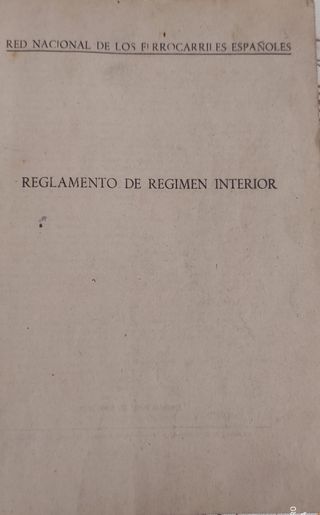 RED NACIONAL DE LOS FERROCARRILES ESPAÑOLES
REGLAMENTO DE REGIMEN INTERIOR